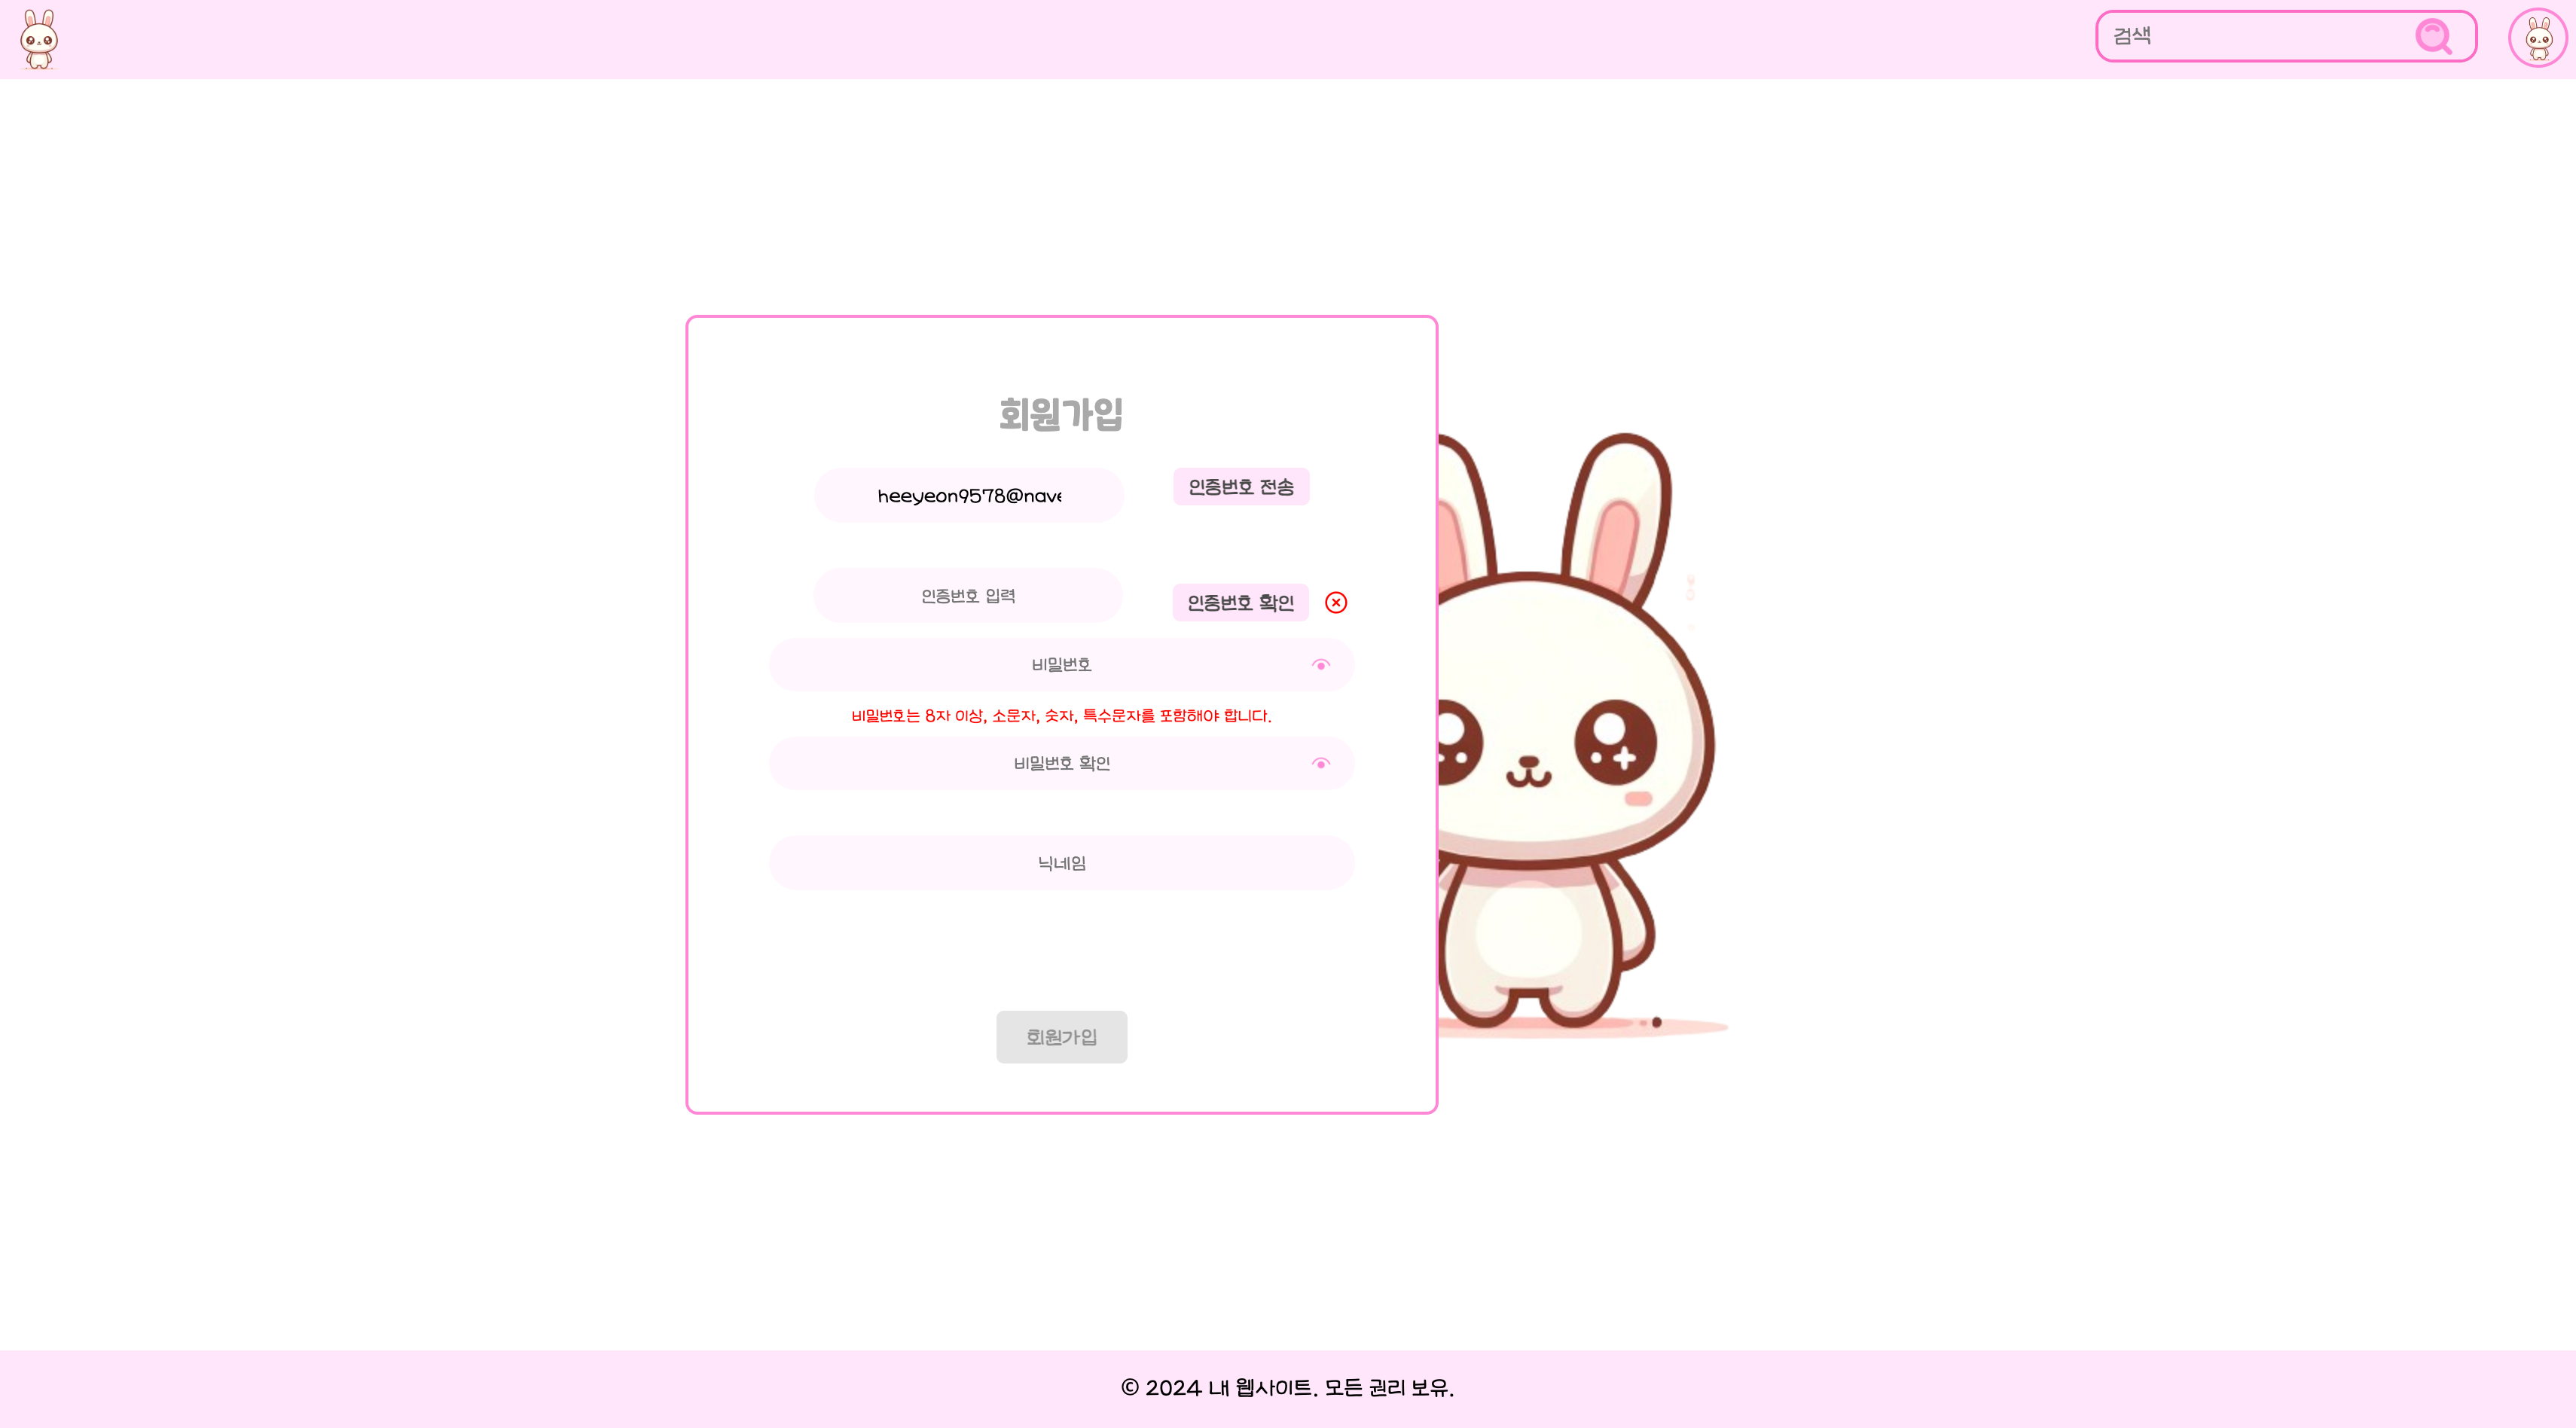 검색
회원가입
heeyeon9578@nave
인증번호 전송
인증번호 입력
인증번호 확인
비밀번호
비밀번호는 8자 이상, 소문자, 숫자, 특수문자를 포함해야 합니다.
비밀번호 확인
닉네임
회원가입
© 2024 내 웹사이트. 모든 권리 보유.